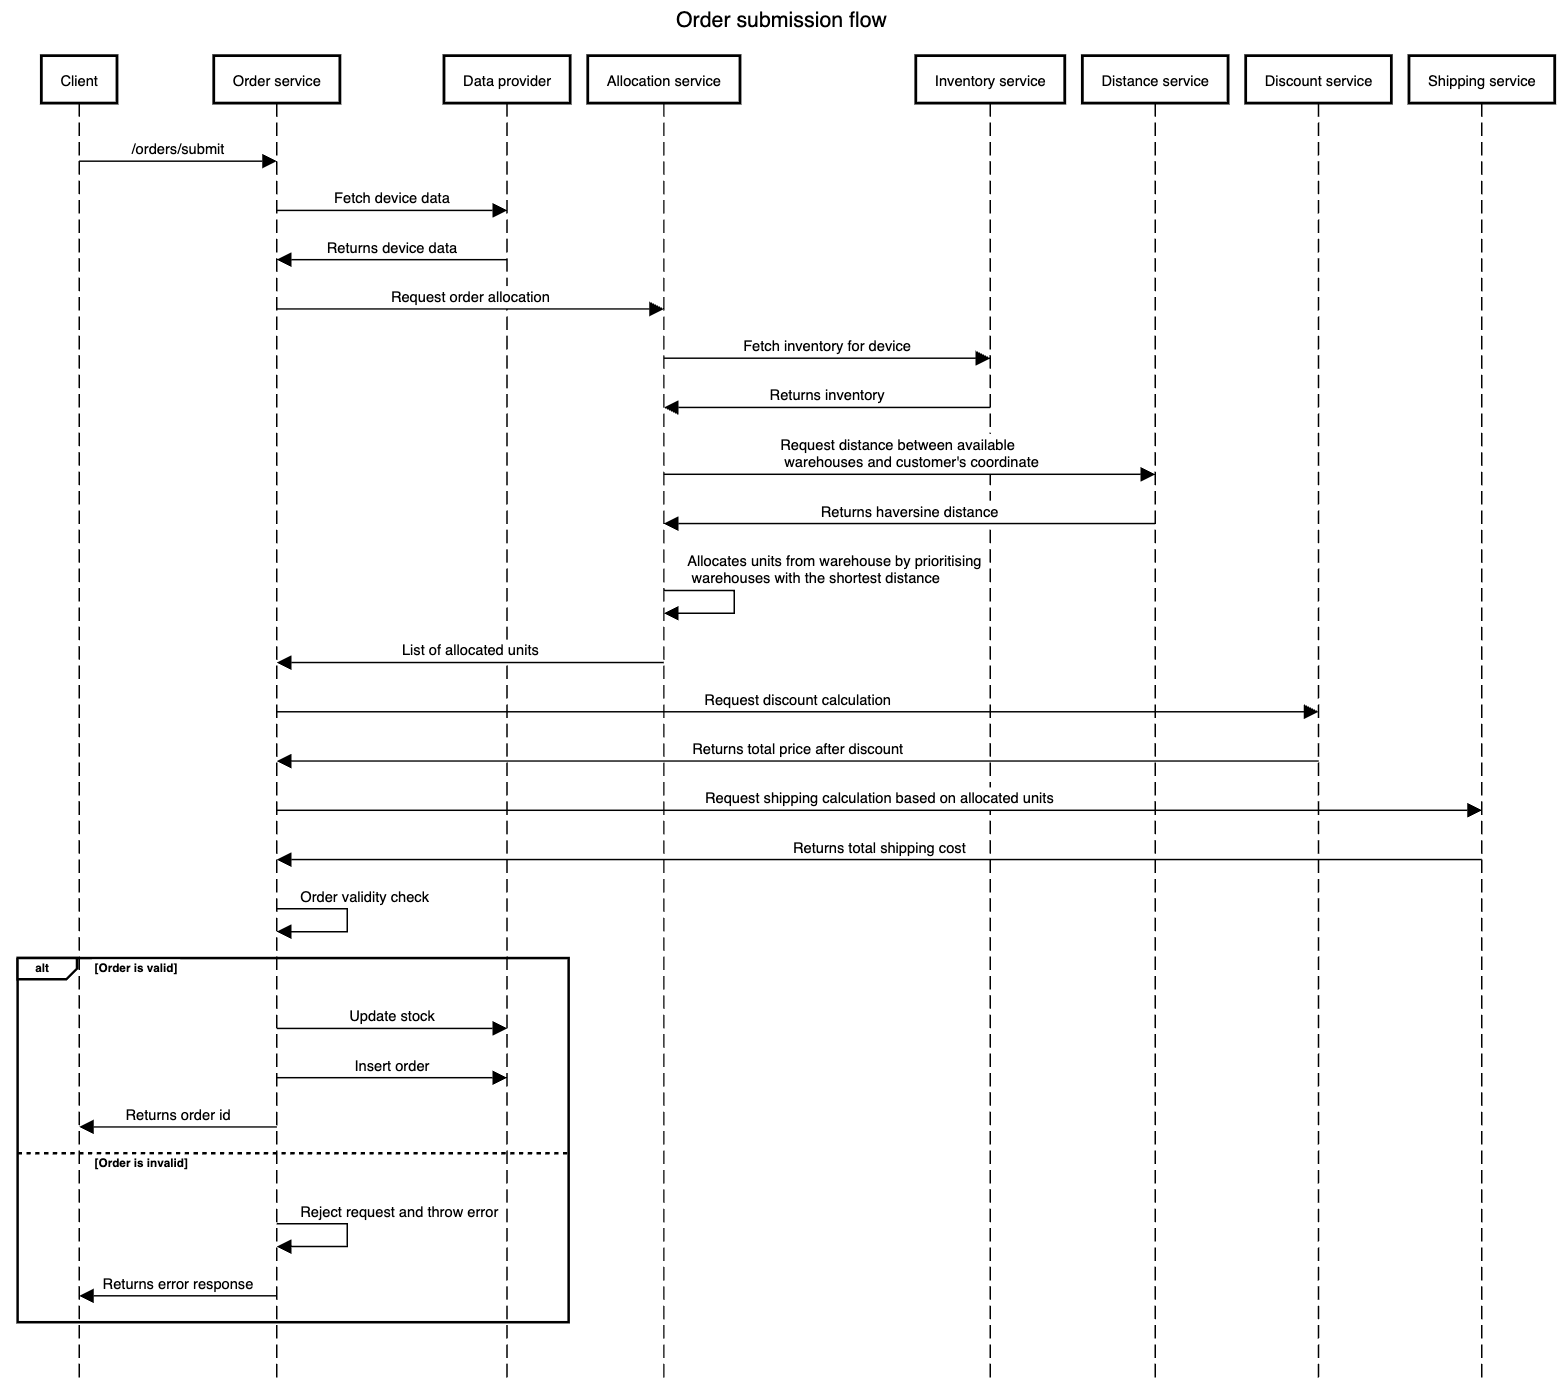 Order submission flow
Client
Order service
Data provider
Allocation service
Inventory service
Distance service
Discount service
Shipping service
/orders/submit
Fetch device data
Returns device data
Request order allocation
Fetch inventory for device
Returns inventory
Request distance between available
warehouses and customer's coordinate
Returns haversine distance
Allocates units from warehouse by prioritising
warehouses with the shortest distance
List of allocated units
Request discount calculation
Returns total price after discount
Request shipping calculation based on allocated units
Returns total shipping cost
Order validity check
alt
[Order is valid]
Update stock
Insert order
Returns order id
[Order is invalid]
Reject request and throw error
Returns error response